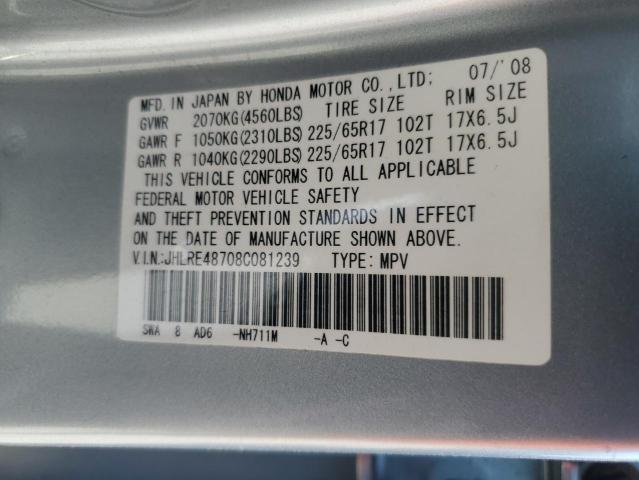 MFD. IN JAPAN BY HONDA MOTOR CO.,LTD; 07/'08
GVWR 2070KG(4560LBS) TIRE SIZE RIM SIZE
GAWR F 1050KG(2310LBS) 225/65R17 102T 17X6.5J
GAWR R 1040KG(2290LBS) 225/65R17 102T 17X6.5J
THIS VEHICLE CONFORMS TO ALL APPLICABLE
FEDERAL MOTOR VEHICLE SAFETY
AND THEFT PREVENTION STANDARDS IN EFFECT
ON THE DATE OF MANUFACTURE SHOWN ABOVE.
V.I.N.:JHLRE48708C081239 TYPE: MPV
SWA 8 AD6 -NH711M -A -C